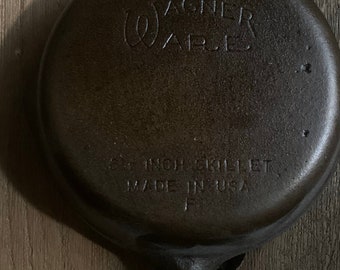 WAGNER
WARE
INCH SKILLET
MADE IN USA
F